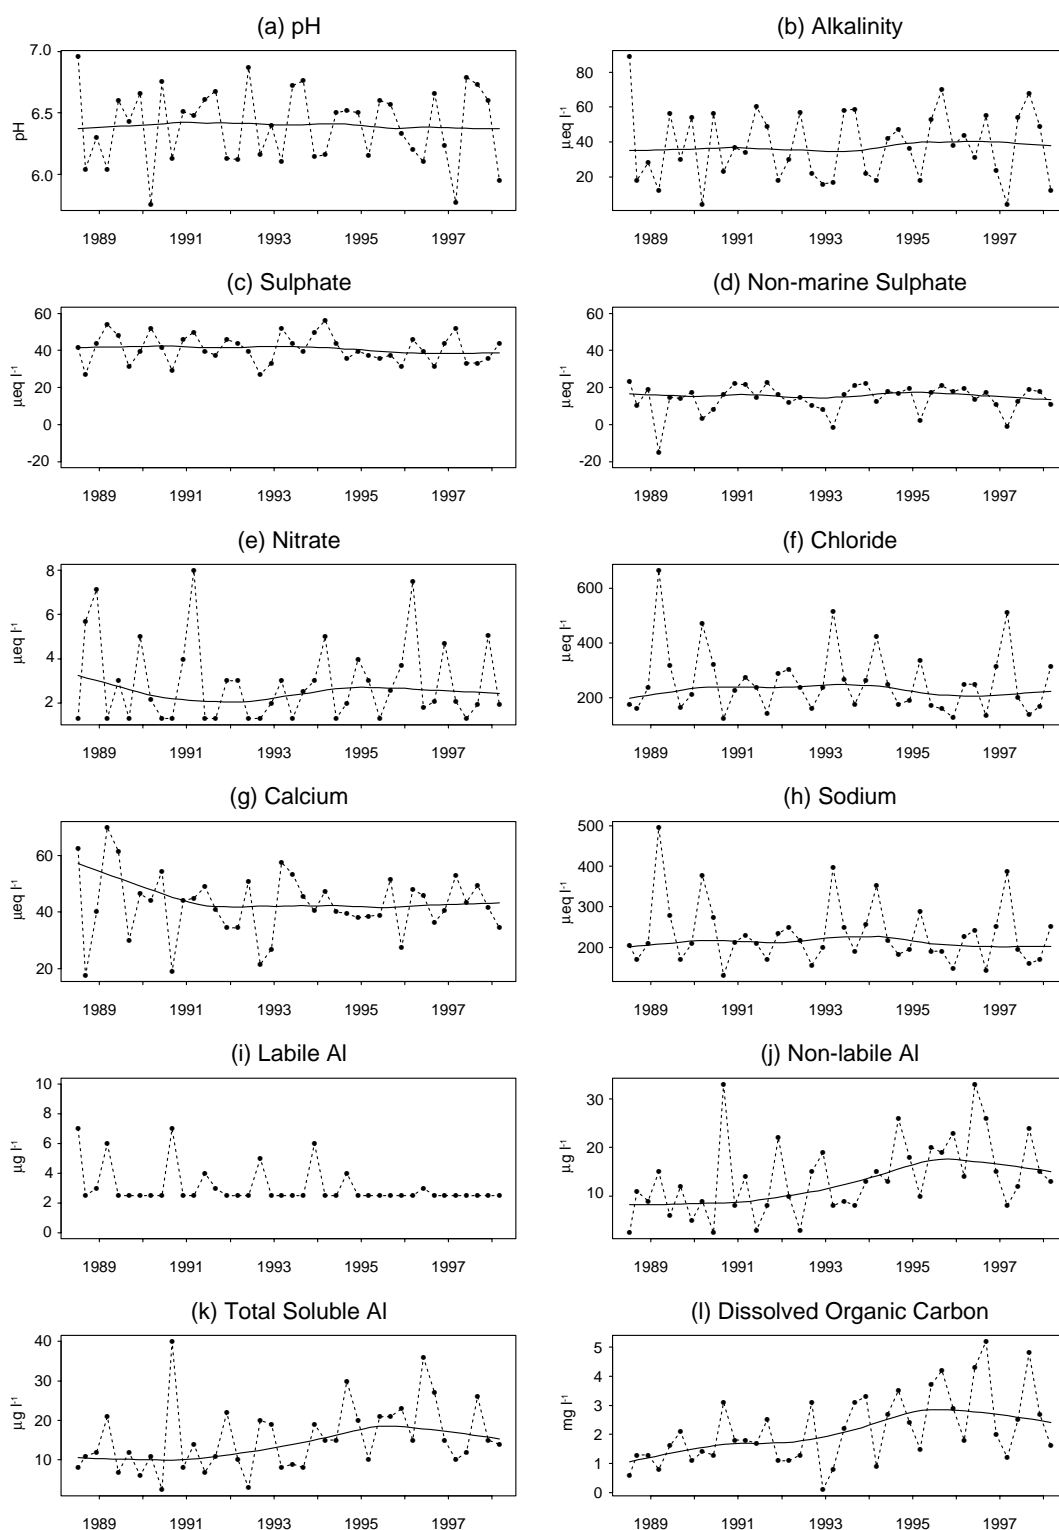 (a) pH
(b) Alkalinity
7.0
6.5
6.0
pH
80
60
40
20
µeq l-1
1989 1991 1993 1995 1997
1989 1991 1993 1995 1997
(c) Sulphate
(d) Non-marine Sulphate
60
40
20
0
-20
µeq l-1
60
40
20
0
-20
µeq l-1
1989 1991 1993 1995 1997
1989 1991 1993 1995 1997
(e) Nitrate
(f) Chloride
8
6
4
2
µeq l-1
600
400
200
µeq l-1
1989 1991 1993 1995 1997
1989 1991 1993 1995 1997
(g) Calcium
(h) Sodium
60
40
20
µeq l-1
500
400
300
200
µeq l-1
1989 1991 1993 1995 1997
1989 1991 1993 1995 1997
(i) Labile Al
(j) Non-labile Al
10
8
6
4
2
0
µg l-1
30
20
10
µg l-1
1989 1991 1993 1995 1997
1989 1991 1993 1995 1997
(k) Total Soluble Al
(l) Dissolved Organic Carbon
40
30
20
10
µg l-1
5
4
3
2
1
0
mg l-1
1989 1991 1993 1995 1997
1989 1991 1993 1995 1997